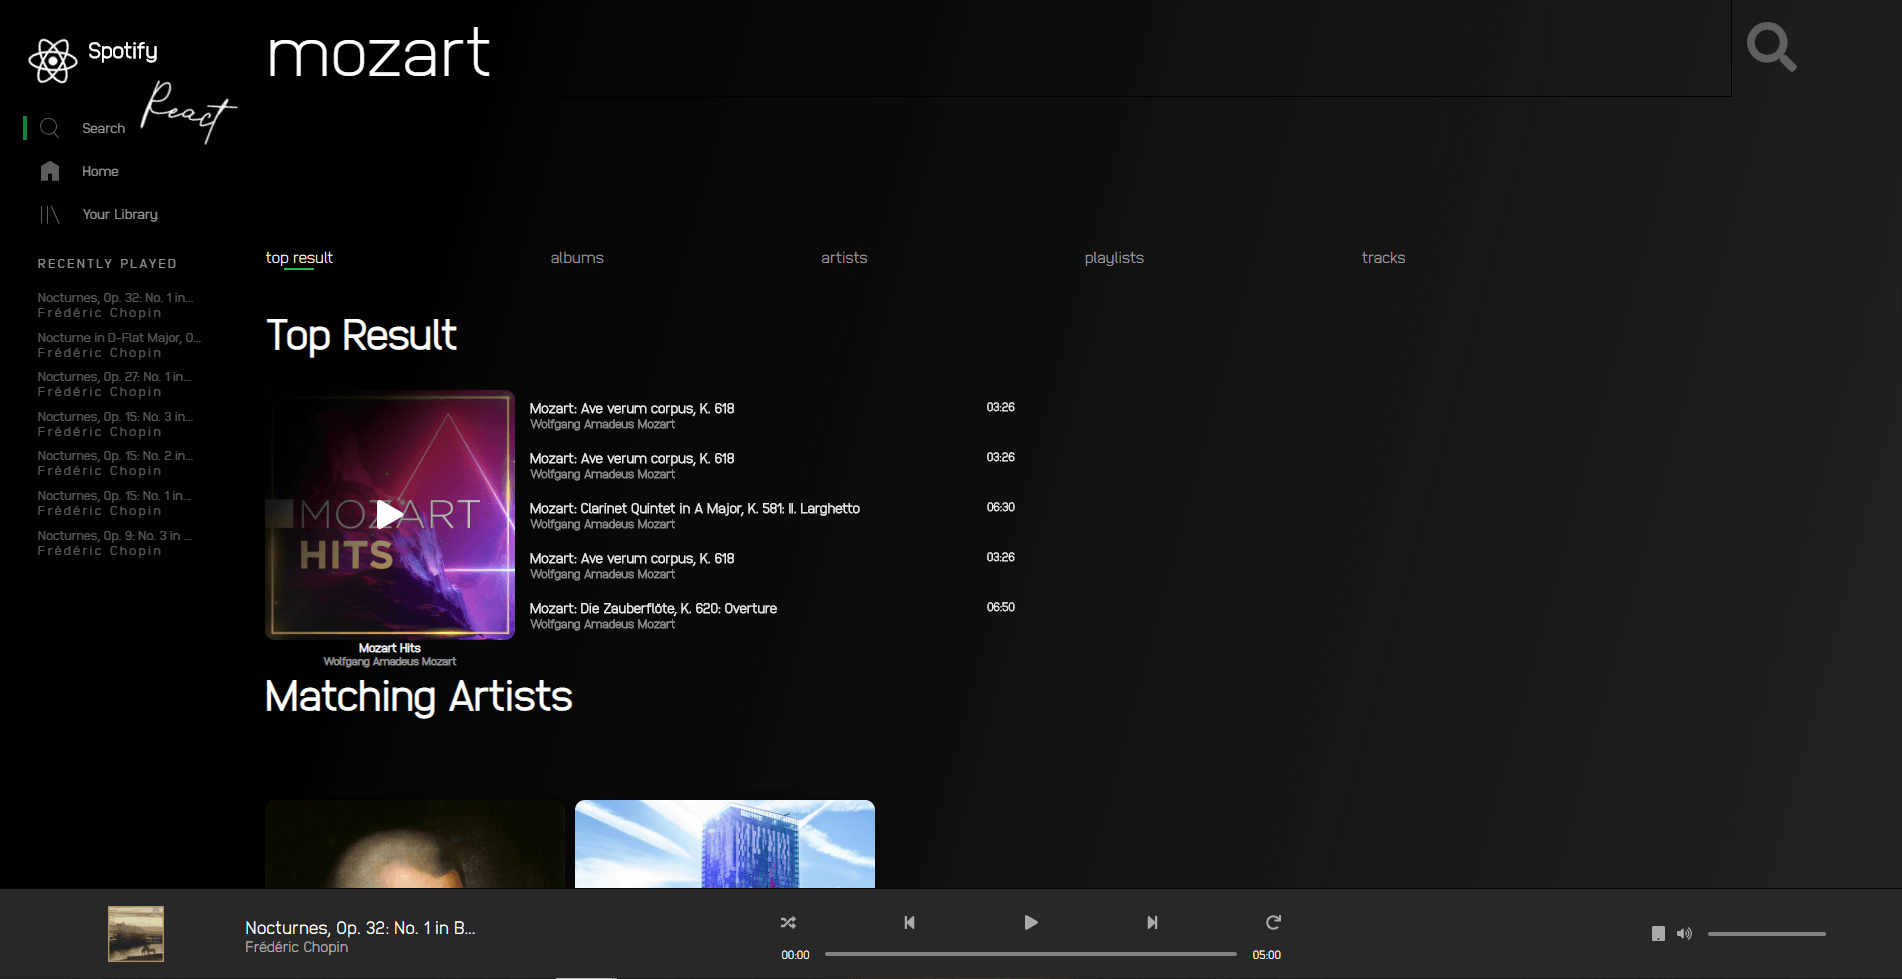 Spotify
React
mozart
Search
Home
Your Library
RECENTLY PLAYED
Nocturnes, Op. 32: No. 1 in...
Frédéric Chopin
Nocturne in D-Flat Major, O...
Frédéric Chopin
Nocturnes, Op. 27: No. 1 in...
Frédéric Chopin
Nocturnes, Op. 15: No. 3 in...
Frédéric Chopin
Nocturnes, Op. 15: No. 2 in...
Frédéric Chopin
Nocturnes, Op. 15: No. 1 in...
Frédéric Chopin
Nocturnes, Op. 9: No. 3 in ...
Frédéric Chopin
top result
albums
artists
playlists
tracks
Top Result
MOZART
HITS
Mozart Hits
Wolfgang Amadeus Mozart
Mozart: Ave verum corpus, K. 618
Wolfgang Amadeus Mozart
03:26
Mozart: Ave verum corpus, K. 618
Wolfgang Amadeus Mozart
03:26
Mozart: Clarinet Quintet in A Major, K. 581: II. Larghetto
Wolfgang Amadeus Mozart
06:30
Mozart: Ave verum corpus, K. 618
Wolfgang Amadeus Mozart
03:26
Mozart: Die Zauberflöte, K. 620: Overture
Wolfgang Amadeus Mozart
06:50
Matching Artists
Nocturnes, Op. 32: No. 1 in B...
Frédéric Chopin
00:00
05:00